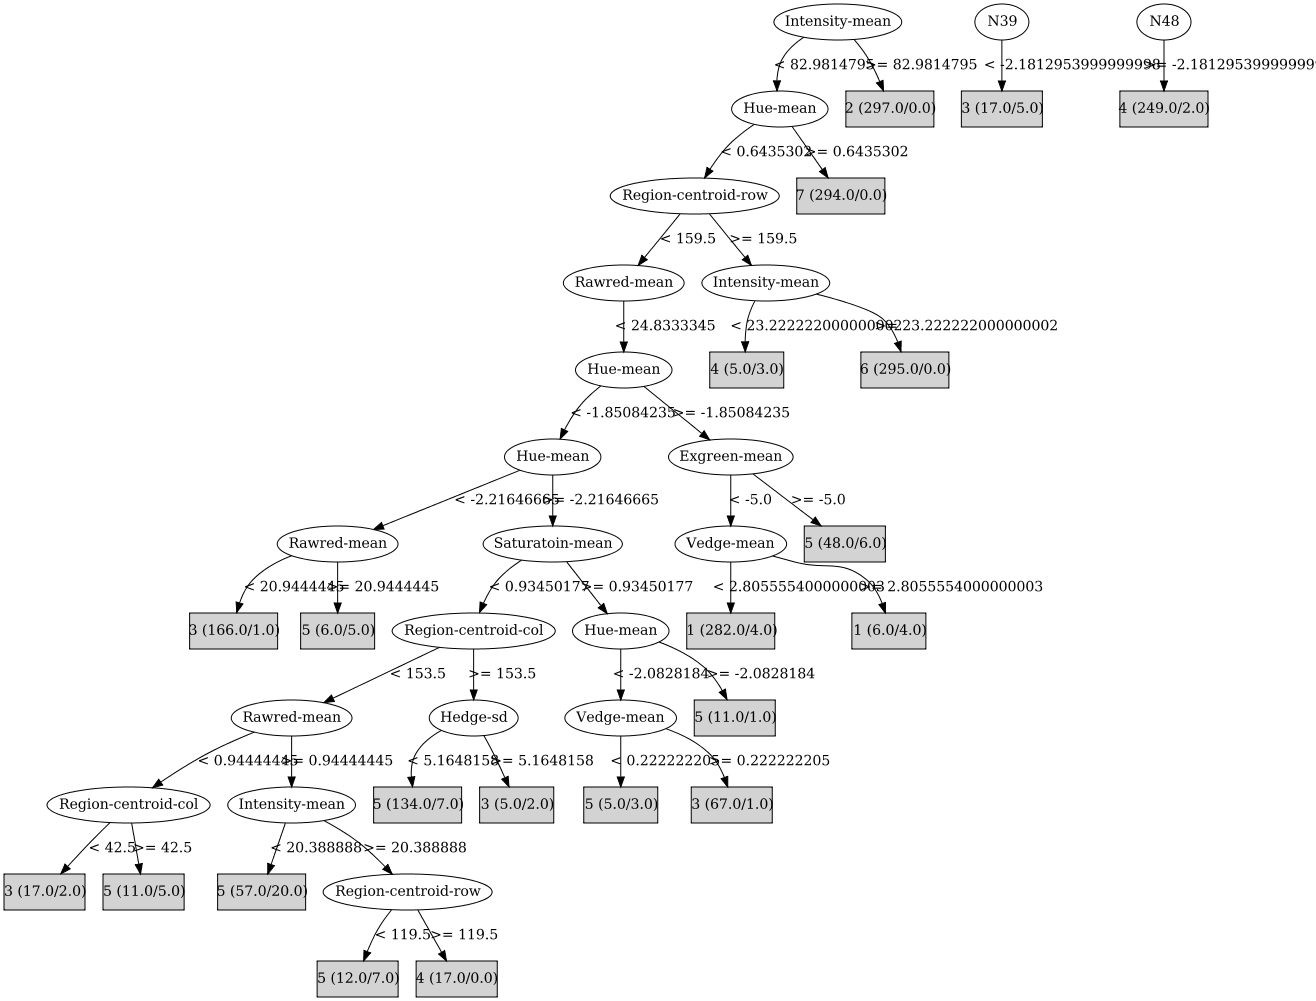 Intensity-mean N39 N48
< 82.9814795 >= 82.9814795 < -2.1812953999999998 >= -2.1812953999999998
Hue-mean 2 (297.0/0.0) 3 (17.0/5.0) 4 (249.0/2.0)
< 0.6435302 >= 0.6435302
Region-centroid-row 7 (294.0/0.0)
< 159.5 >= 159.5
Rawred-mean Intensity-mean
< 24.8333345 < 23.222222000000002 >= 23.222222000000002
Hue-mean 4 (5.0/3.0) 6 (295.0/0.0)
< -1.85084235 >= -1.85084235
Hue-mean Exgreen-mean
< -2.21646665 >= -2.21646665 < -5.0 >= -5.0
Rawred-mean Saturatoin-mean Vedge-mean 5 (48.0/6.0)
< 20.9444445 >= 20.9444445 < 0.93450177 >= 0.93450177 < 2.8055554000000003 >= 2.8055554000000003
3 (166.0/1.0) 5 (6.0/5.0) Region-centroid-col Hue-mean 1 (282.0/4.0) 1 (6.0/4.0)
< 153.5 >= 153.5 < -2.0828184 >= -2.0828184
Rawred-mean Hedge-sd Vedge-mean 5 (11.0/1.0)
< 0.94444445 >= 0.94444445 < 5.1648158 >= 5.1648158 < 0.222222205 >= 0.222222205
Region-centroid-col Intensity-mean 5 (134.0/7.0) 3 (5.0/2.0) 5 (5.0/3.0) 3 (67.0/1.0)
< 42.5 >= 42.5 < 20.388888 >= 20.388888
3 (17.0/2.0) 5 (11.0/5.0) 5 (57.0/20.0) Region-centroid-row
< 119.5 >= 119.5
5 (12.0/7.0) 4 (17.0/0.0)